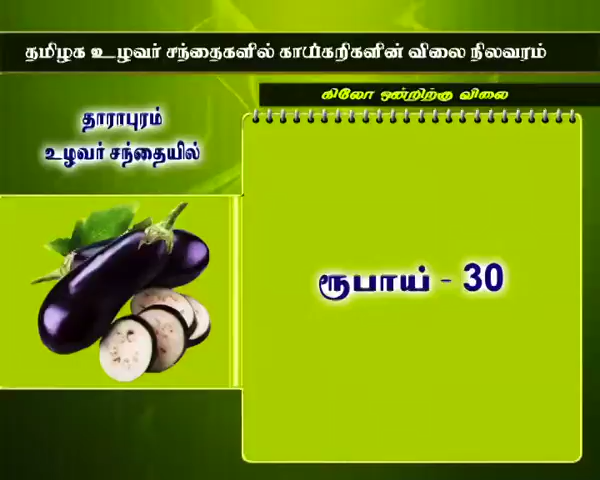 தமிழக உழவர் சந்தைகளில் காய்கறிகளின் விலை நிலவரம்
கிலோ ஒன்றிற்கு விலை
தாராபுரம்
உழவர் சந்தையில்
ரூபாய் - 30